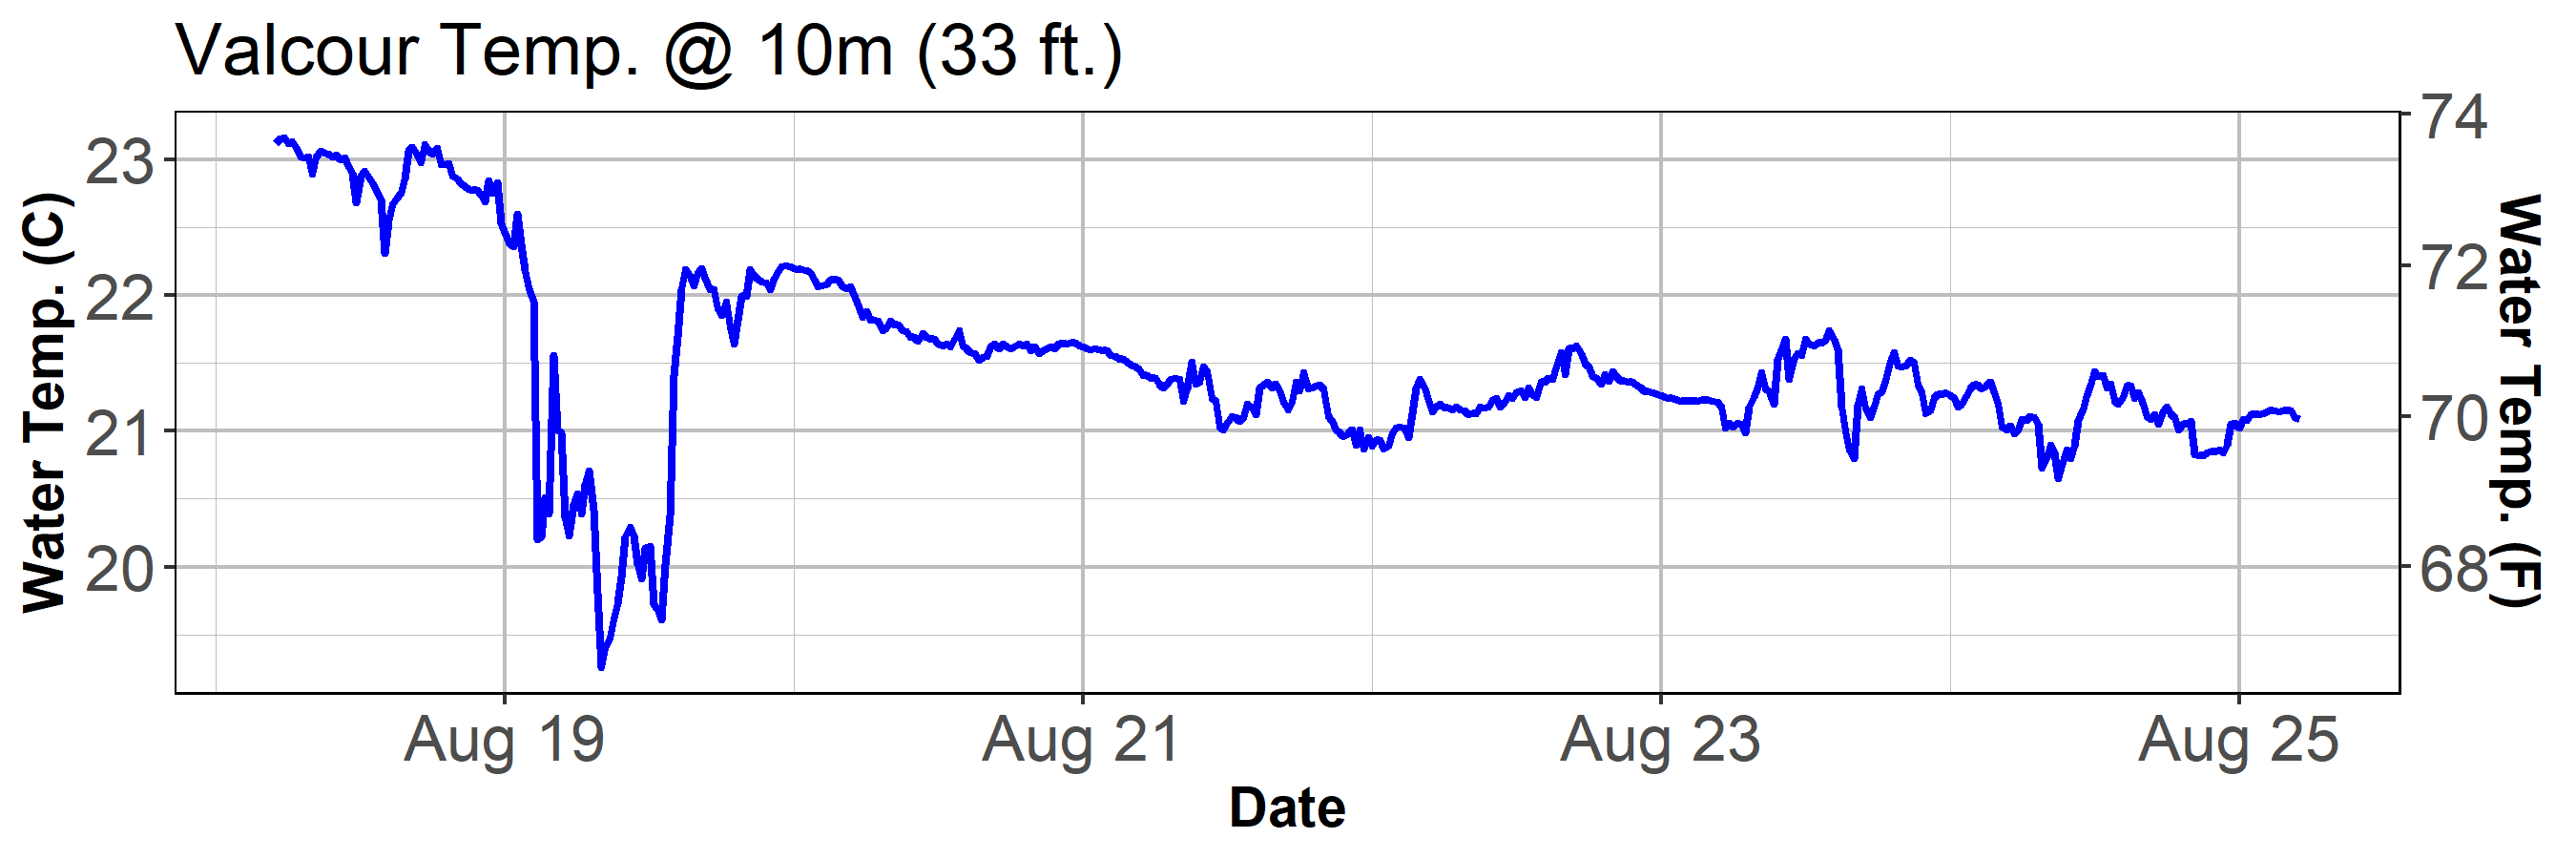 Valcour Temp. @ 10m (33 ft.)
Water Temp. (C)
23
22
21
20
74
72
70
68
Water Temp. (F)
Aug 19
Aug 21
Aug 23
Aug 25
Date